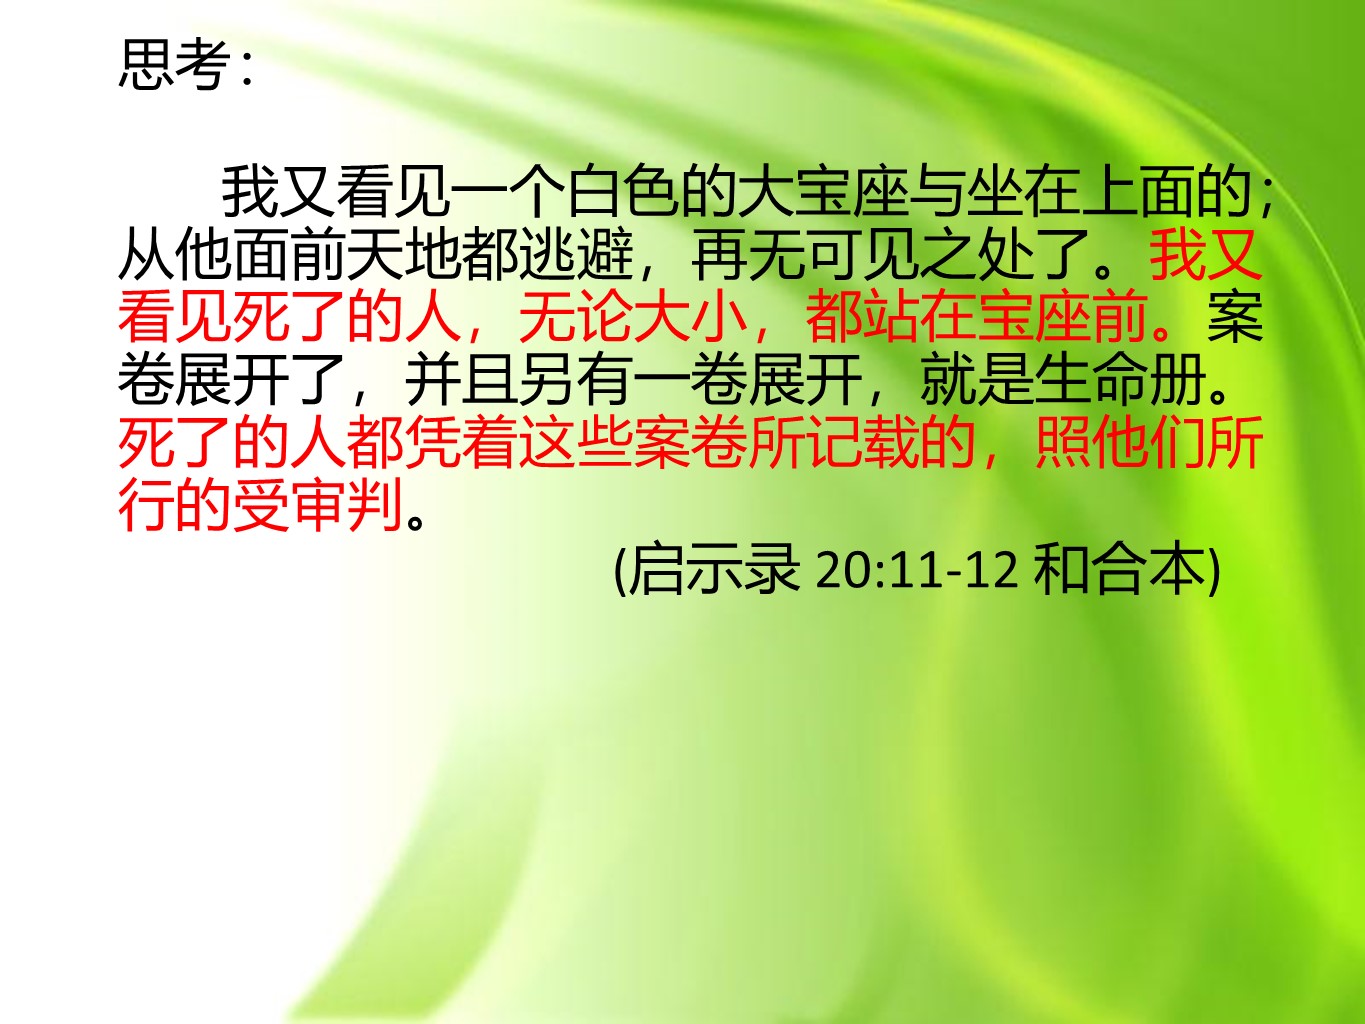 思考：
我又看见一个白色的大宝座与坐在上面的；
从他面前天地都逃避，再无可见之处了。我又
看见死了的人，无论大小，都站在宝座前。案
卷展开了，并且另有一卷展开，就是生命册。
死了的人都凭着这些案卷所记载的，照他们所
行的受审判。
(启示录 20:11-12 和合本)